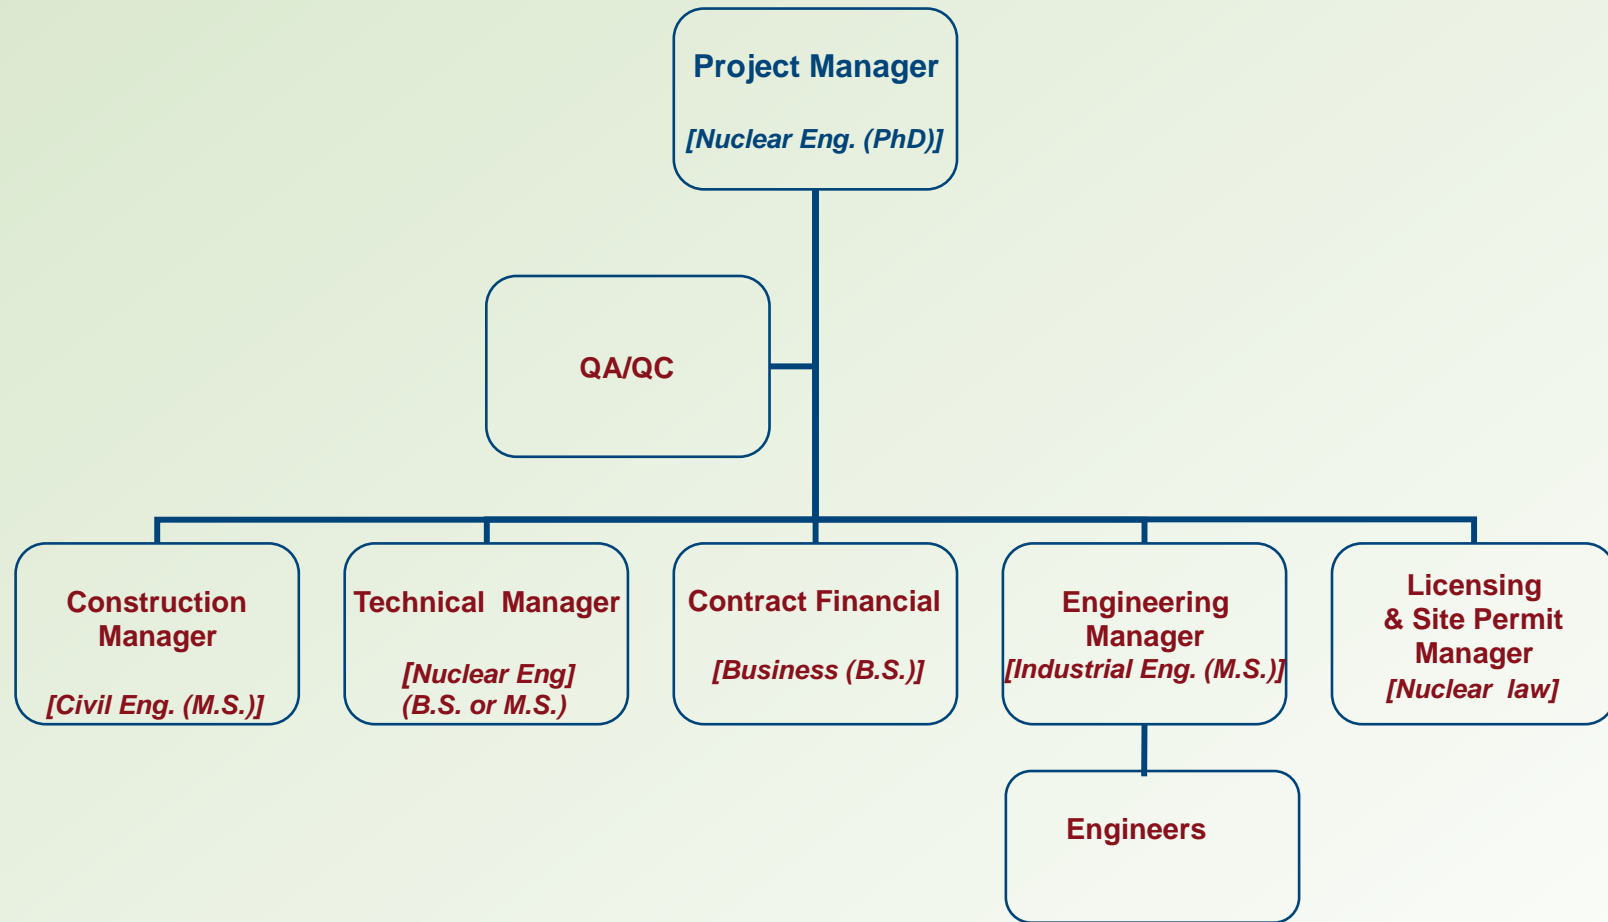 Project Manager
[Nuclear Eng. (PhD)]
QA/QC
Construction
Manager
[Civil Eng. (M.S.)]
Technical  Manager
[Nuclear Eng]
(B.S. or M.S.)
Contract Financial
[Business (B.S.)]
Engineering
Manager
[Industrial Eng. (M.S.)]
Licensing
& Site Permit
Manager
[Nuclear  law]
Engineers